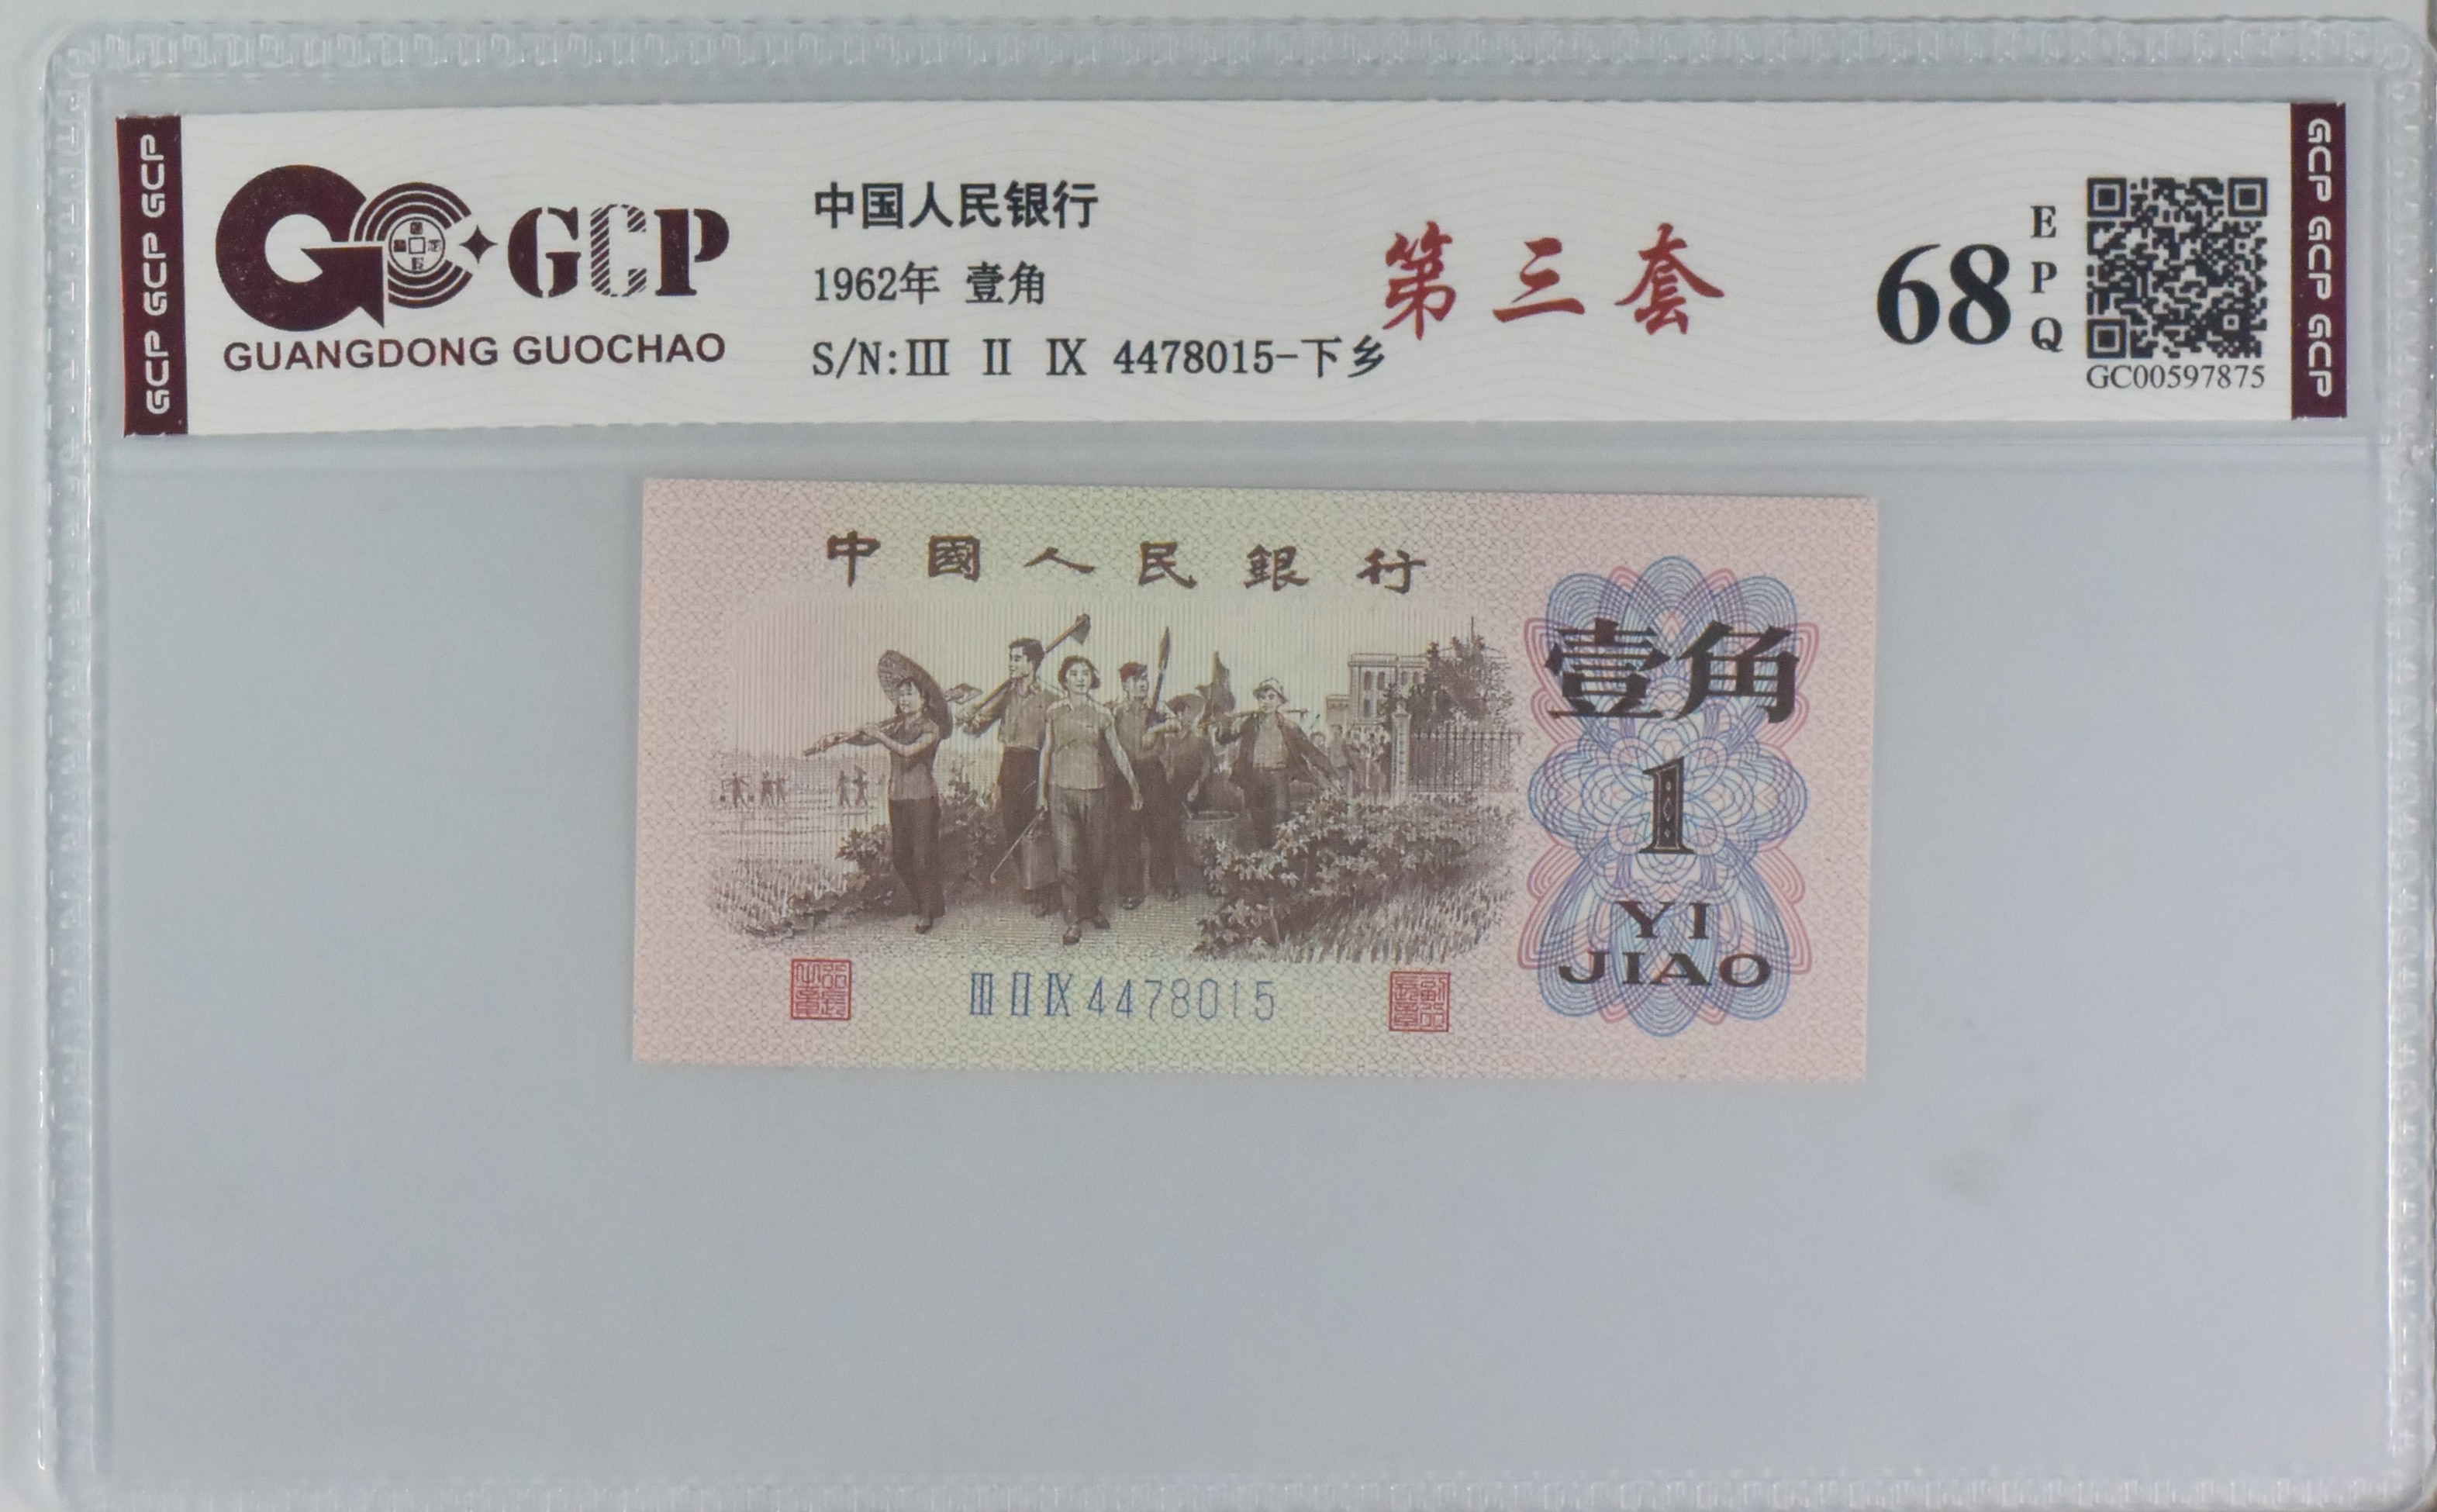 GCP GCP GCP
GCP
GUANGDONG GUOCHAO
中国人民银行
1962年 壹角
S/N:Ⅲ Ⅱ Ⅸ 4478015-下乡
第三套
68
EPQ
GC00597875
GCP GCP GCP
中國人民銀行
壹角
1
YI
JIAO
Ⅲ Ⅱ Ⅸ 4478015